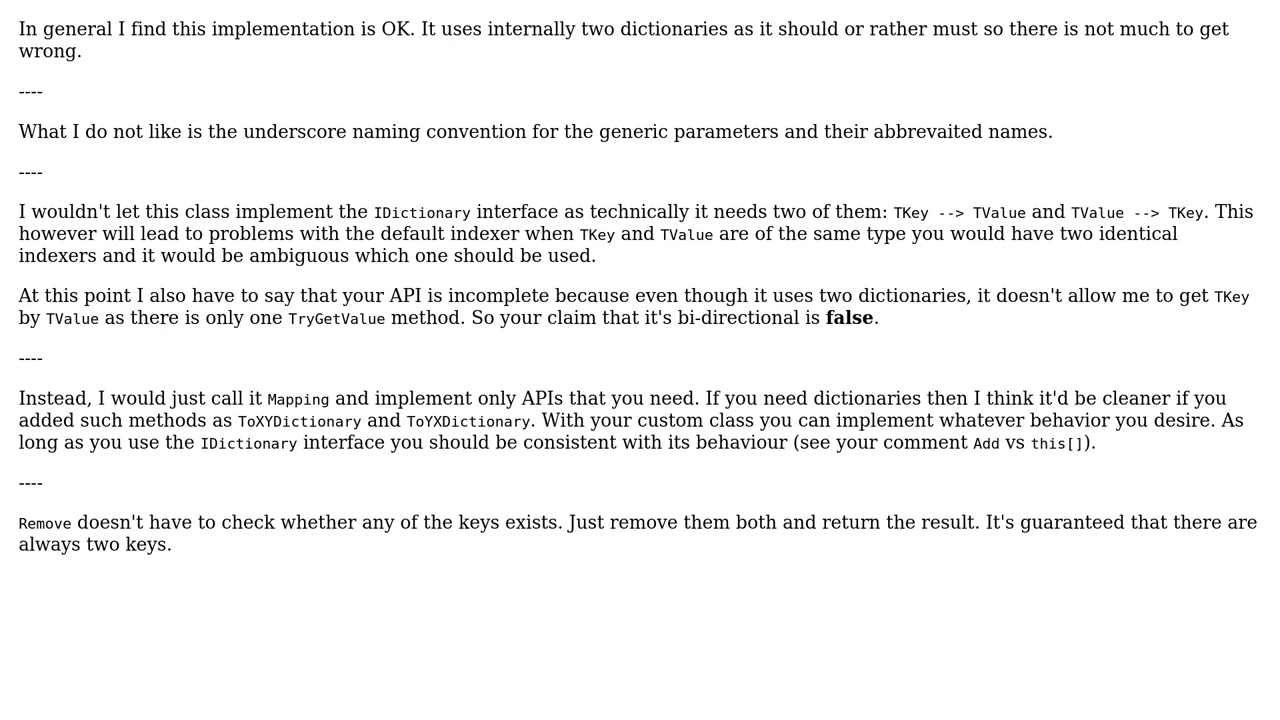 In general I find this implementation is OK. It uses internally two dictionaries as it should or rather must so there is not much to get
wrong.
----
What I do not like is the underscore naming convention for the generic parameters and their abbrevaited names.
----
I wouldn't let this class implement the IDictionary interface as technically it needs two of them: TKey --> TValue and TValue --> TKey. This
however will lead to problems with the default indexer when TKey and TValue are of the same type you would have two identical
indexers and it would be ambiguous which one should be used.
At this point I also have to say that your API is incomplete because even though it uses two dictionaries, it doesn't allow me to get TKey
by TValue as there is only one TryGetValue method. So your claim that it's bi-directional is false.
----
Instead, I would just call it Mapping and implement only APIs that you need. If you need dictionaries then I think it'd be cleaner if you
added such methods as ToXYDictionary and ToYXDictionary. With your custom class you can implement whatever behavior you desire. As
long as you use the IDictionary interface you should be consistent with its behaviour (see your comment Add vs this[]).
----
Remove doesn't have to check whether any of the keys exists. Just remove them both and return the result. It's guaranteed that there are
always two keys.